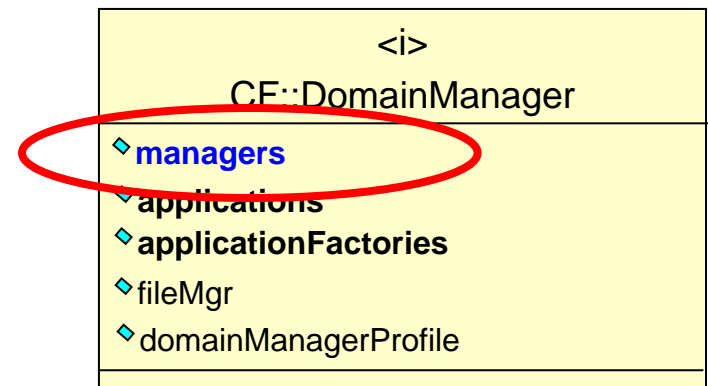 <i>
CF::DomainManager
managers
applications
applicationFactories
fileMgr
domainManagerProfile